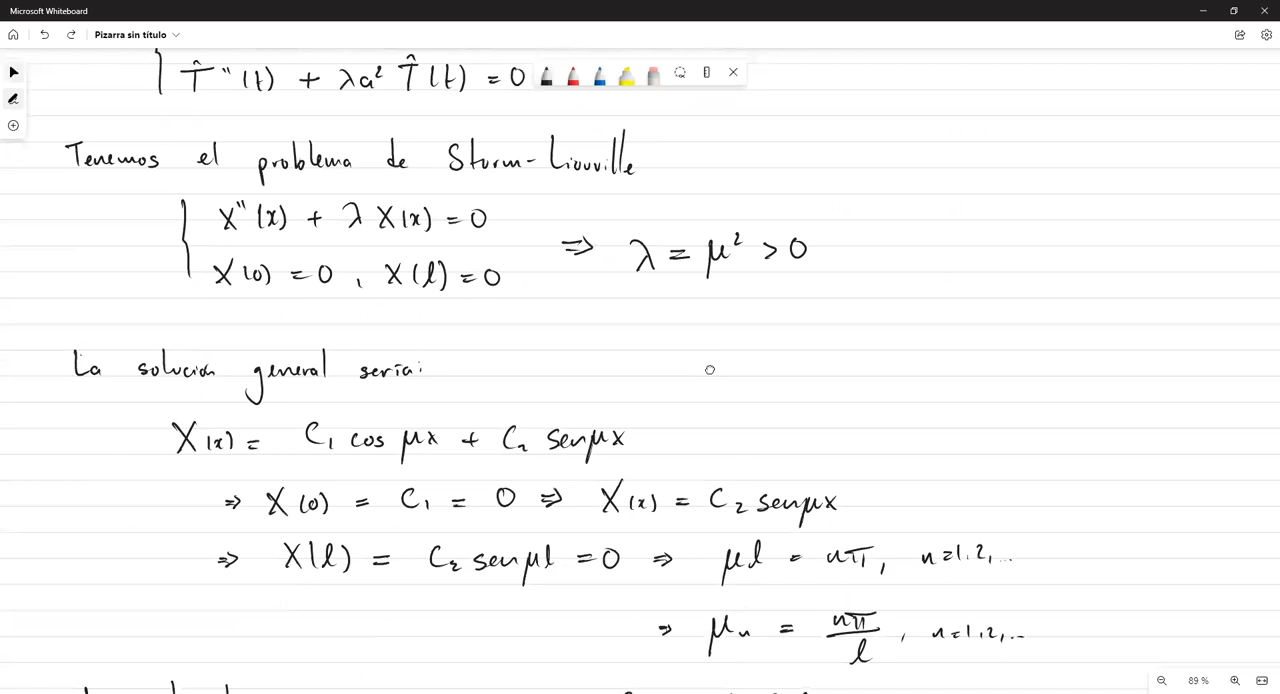 Microsoft Whiteboard
Pizarra sin título
T̂''(t) + λa² T̂(t) = 0
Tenemos el problema de Sturm-Liouville
X''(x) + λ X(x) = 0
X(0) = 0, X(l) = 0
⇒ λ = μ² > 0
La solución general sería:
X(x) = C₁ cos μx + C₂ sen μx
⇒ X(0) = C₁ = 0 ⇒ X(x) = C₂ sen μx
⇒ X(l) = C₂ sen μl = 0 ⇒ μl = nπ, n=1,2,...
⇒ μₙ = nπ/l, n=1,2,...
89 %